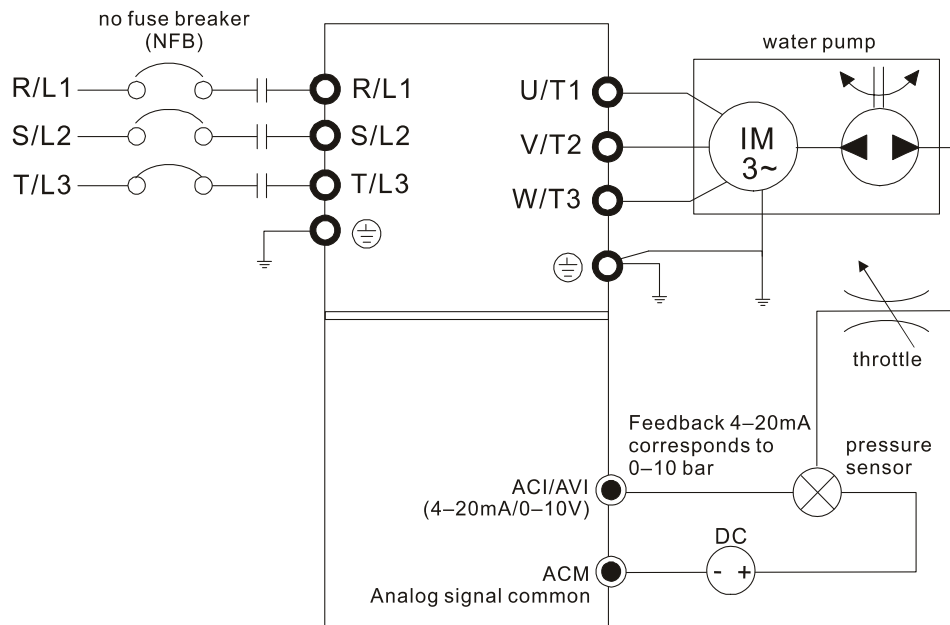 no fuse breaker
(NFB)
R/L1
S/L2
T/L3
R/L1
S/L2
T/L3
U/T1
V/T2
W/T3
water pump
IM
3~
throttle
Feedback 4–20mA
corresponds to
0–10 bar
pressure
sensor
ACI/AVI
(4–20mA/0–10V)
DC
- +
ACM
Analog signal common